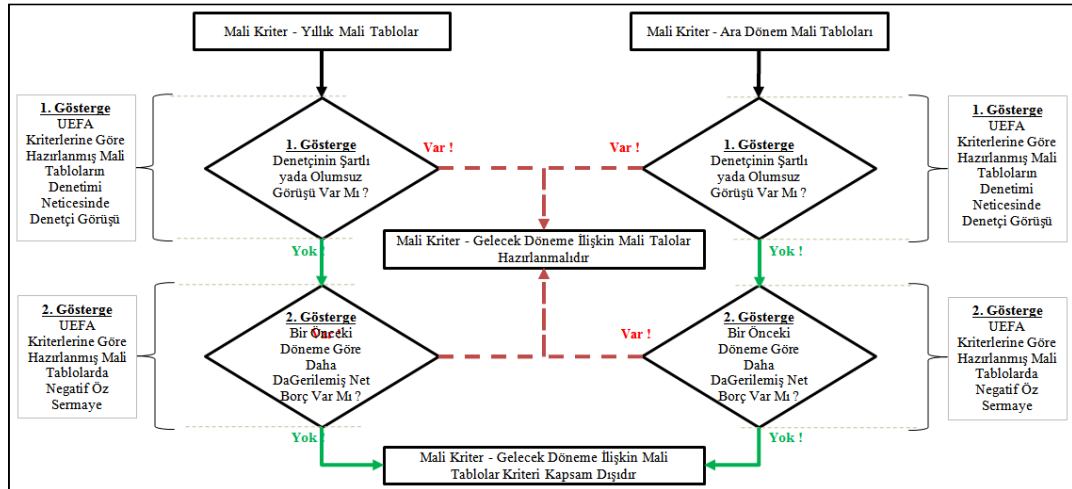 Mali Kriter - Yıllık Mali Tablolar
Mali Kriter - Ara Dönem Mali Tabloları
1. Gösterge
UEFA
Kriterlerine Göre
Hazırlanmış Mali
Tabloların
Denetimi
Neticesinde
Denetçi Görüşü
1. Gösterge
Denetçinin Şartlı
yada Olumsuz
Görüşü Var Mı ?
Var !
Var !
1. Gösterge
Denetçinin Şartlı
yada Olumsuz
Görüşü Var Mı ?
1. Gösterge
UEFA
Kriterlerine Göre
Hazırlanmış Mali
Tabloların
Denetimi
Neticesinde
Denetçi Görüşü
Yok !
Mali Kriter - Gelecek Döneme İlişkin Mali Talolar
Hazırlanmalıdır
Yok !
2. Gösterge
UEFA
Kriterlerine Göre
Hazırlanmış Mali
Tablolarda
Negatif Öz
Sermaye
2. Gösterge
Bir Önceki
Var !
Döneme Göre
Daha
DaGerilemiş Net
Borç Var Mı ?
Var !
2. Gösterge
Bir Önceki
Döneme Göre
Daha
DaGerilemiş Net
Borç Var Mı ?
2. Gösterge
UEFA
Kriterlerine Göre
Hazırlanmış Mali
Tablolarda
Negatif Öz
Sermaye
Yok !
Yok !
Mali Kriter - Gelecek Döneme İlişkin Mali
Tablolar Kriteri Kapsam Dışıdır